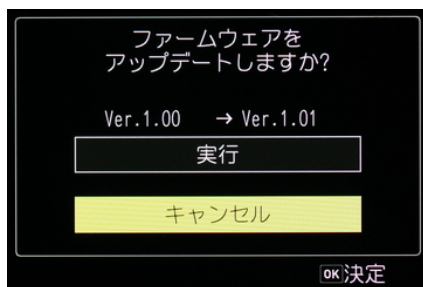 ファームウェアを
アップデートしますか?
Ver.1.00 → Ver.1.01
実行
キャンセル
OK決定